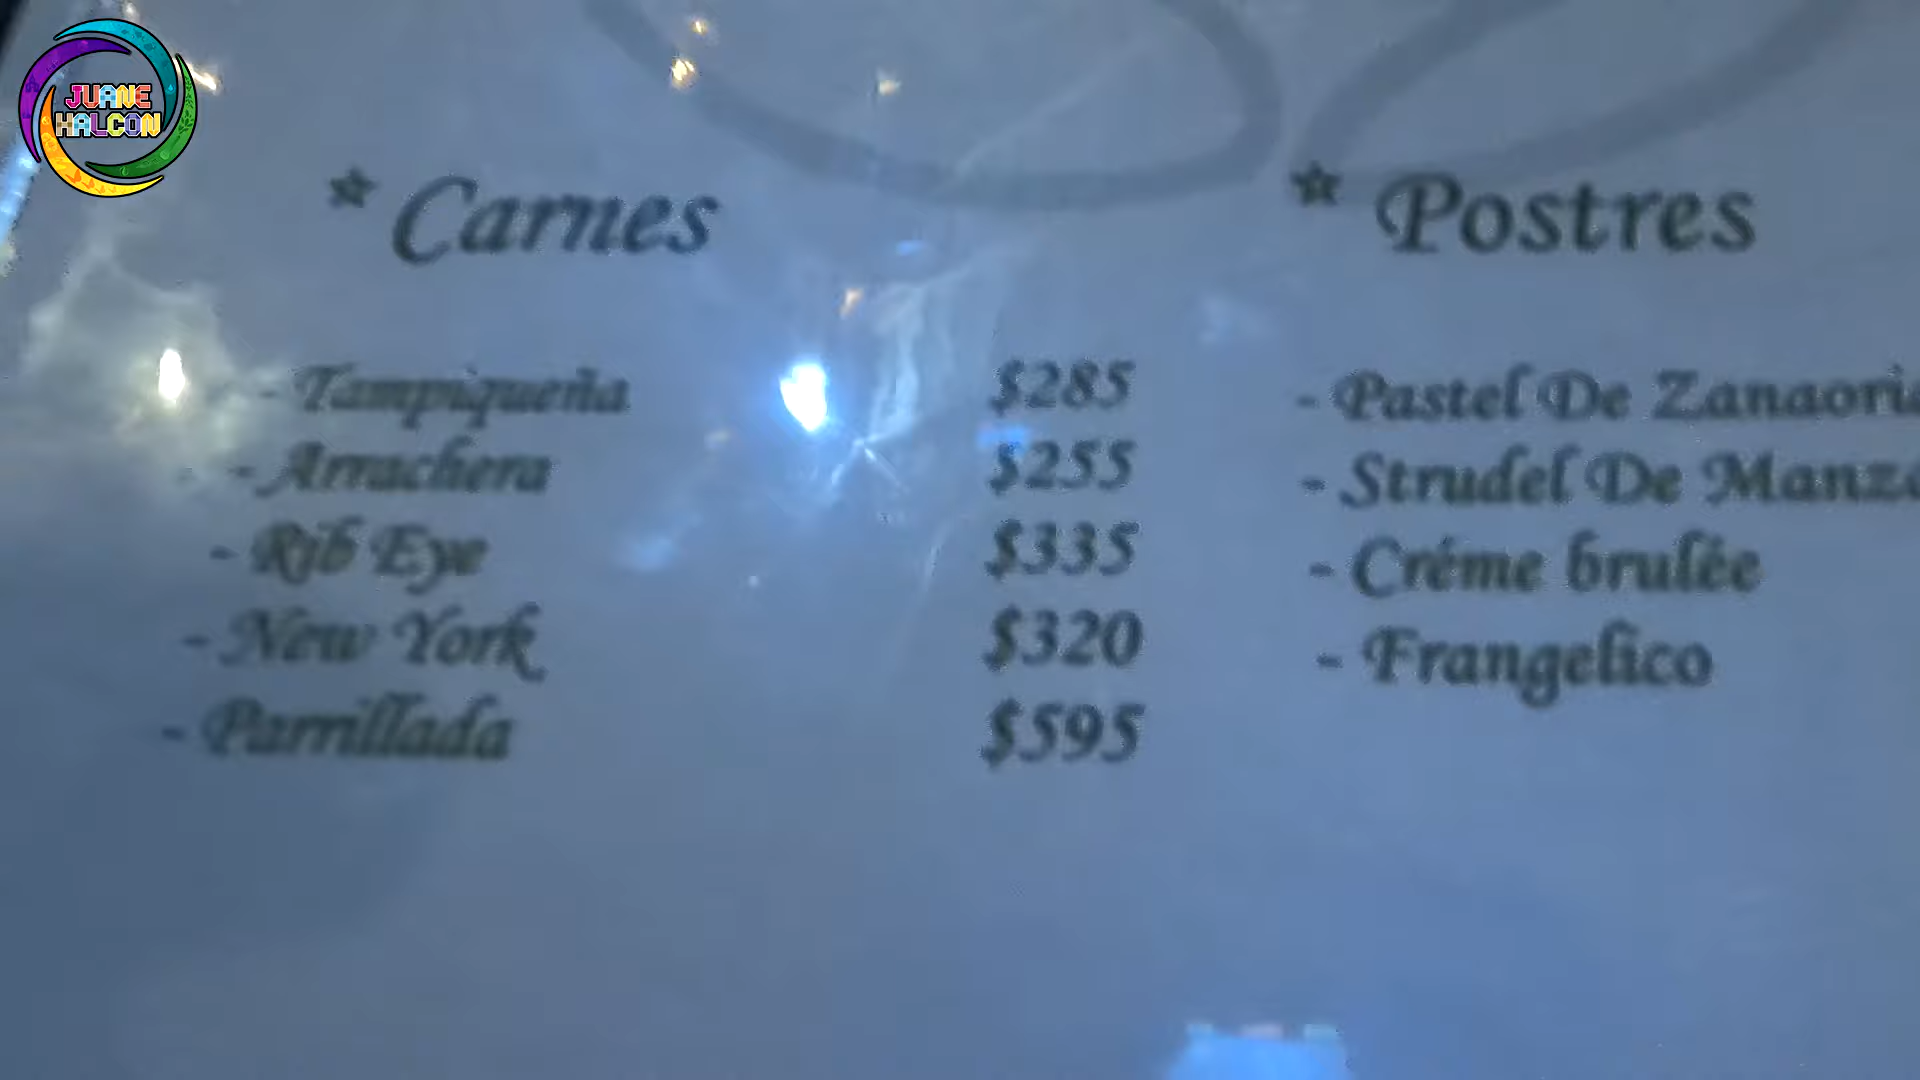 JUANE
HALCON
* Carnes
- Tampiqueña $285
- Arrachera $255
- Rib Eye $335
- New York $320
- Parrillada $595
* Postres
- Pastel De Zanaoria
- Strudel De
- Créme brulée
- Frangelico